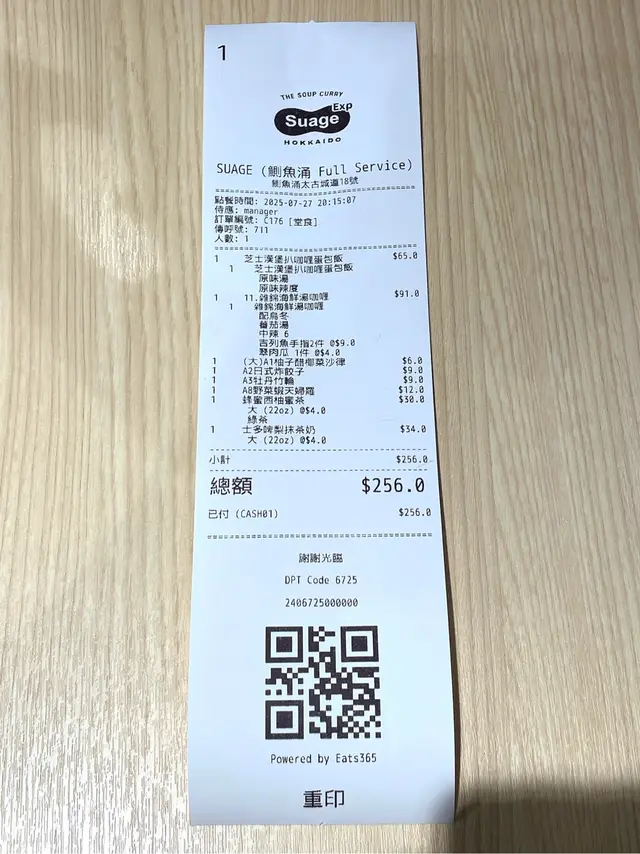 1
THE SOUP CURRY
Suage Exp
HOKKAIDO
SUAGE (鰂魚涌 Full Service)
鰂魚涌太古城道18號
點餐時間: 2025-07-27 20:15:07
侍應: manager
訂單編號: C176 [堂食]
傳呼號: 711
人數: 1
1 芝士漢堡扒咖喱蛋包飯 $65.0
1 芝士漢堡扒咖喱蛋包飯
原味湯
原味辣度
1 11.雜錦海鮮湯咖喱 $91.0
1 雜錦海鮮湯咖喱
配烏冬
蕃茄湯
中辣 6
吉列魚手指2件 @$9.0
翠肉瓜 1件 @$4.0
1 (大)A1柚子醋椰菜沙律 $6.0
1 A2日式炸餃子 $9.0
1 A3牡丹竹輪 $9.0
1 A8野菜蝦天婦羅 $12.0
1 蜂蜜西柚蜜茶 $30.0
大 (22oz) @$4.0
綠茶
1 士多啤梨抹茶奶 $34.0
大 (22oz) @$4.0
小計 $256.0
總額 $256.0
已付 (CASH01) $256.0
謝謝光臨
DPT Code 6725
2406725000000
Powered by Eats365
重印